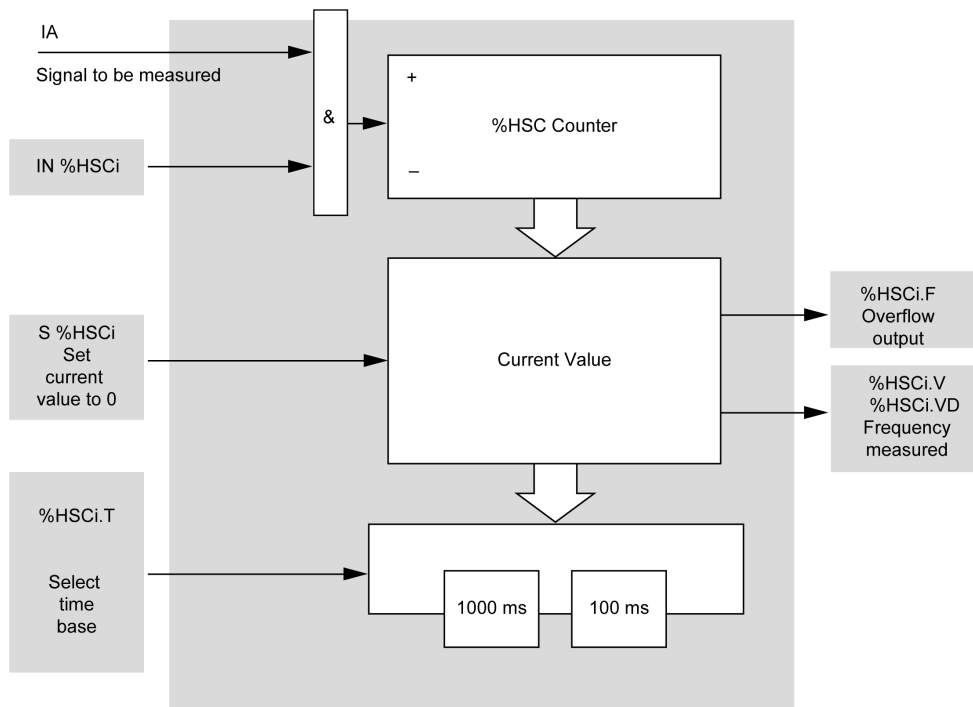 IA
Signal to be measured
&
+
%HSC Counter
–
IN %HSCi
S %HSCi
Set
current
value to 0
Current Value
%HSCi.F
Overflow
output
%HSCi.V
%HSCi.VD
Frequency
measured
%HSCi.T
Select
time
base
1000 ms
100 ms